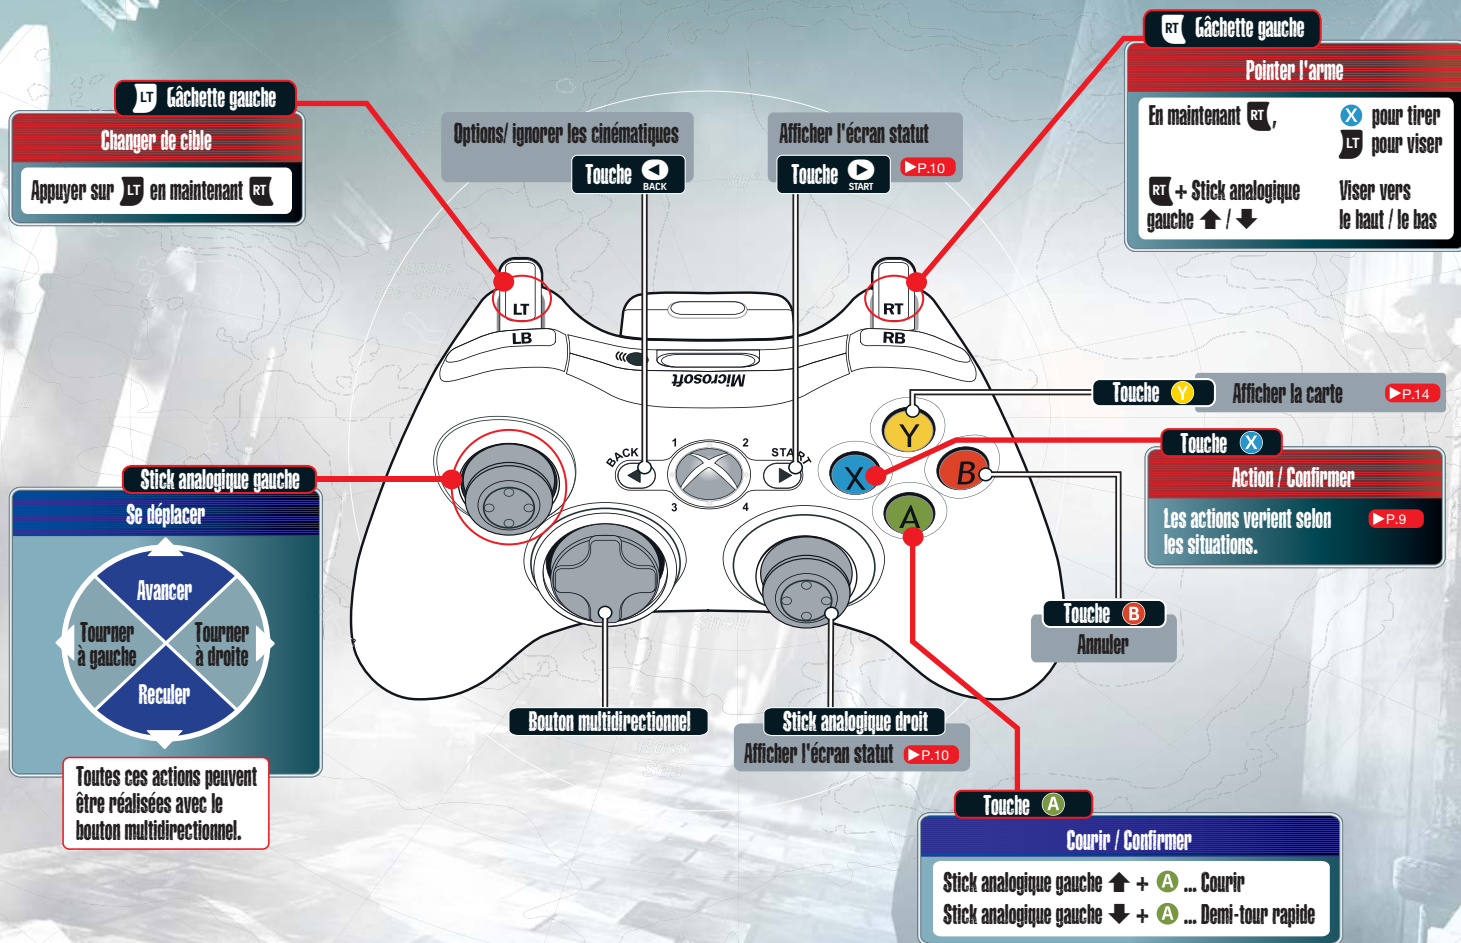 RT Gâchette gauche
Pointer l'arme
En maintenant RT,
X pour tirer
LT pour viser
RT + Stick analogique
gauche ⬆ / ⬇
Viser vers
le haut / le bas
LT Gâchette gauche
Changer de cible
Appuyer sur LT en maintenant RT
Options/ ignorer les cinématiques
Touche ◀ BACK
Afficher l'écran statut
Touche ▶ START
▶P.10
LT
LB
RT
RB
Microsoft
Touche Y
Afficher la carte
▶P.14
Touche X
Action / Confirmer
Les actions verient selon
les situations.
▶P.9
BACK
1
2
3
4
START
Y
X
B
A
Stick analogique gauche
Se déplacer
Avancer
Tourner
à gauche
Tourner
à droite
Reculer
Toutes ces actions peuvent
être réalisées avec le
bouton multidirectionnel.
Touche B
Annuler
Bouton multidirectionnel
Stick analogique droit
Afficher l'écran statut ▶P.10
Touche A
Courir / Confirmer
Stick analogique gauche ⬆ + A ... Courir
Stick analogique gauche ⬇ + A ... Demi-tour rapide